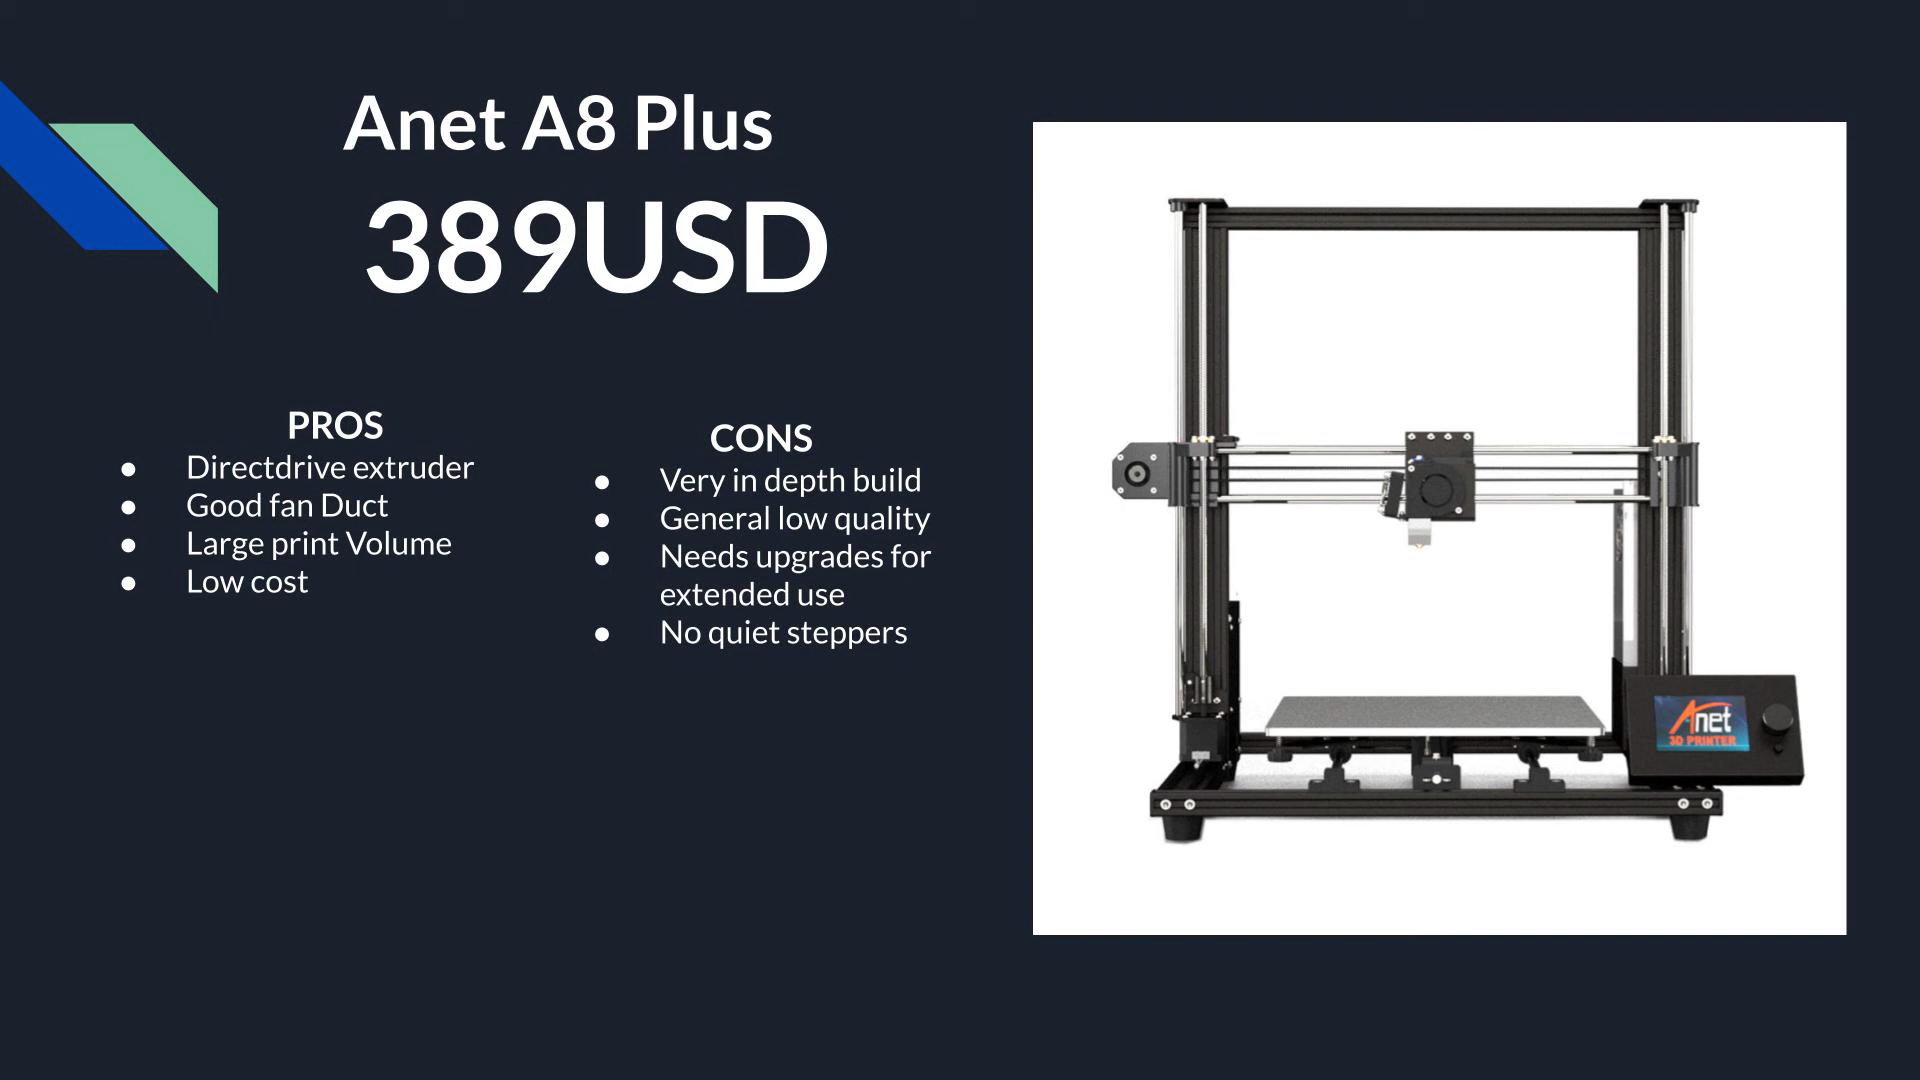 Anet A8 Plus
389USD
PROS
● Directdrive extruder
● Good fan Duct
● Large print Volume
● Low cost
CONS
● Very in depth build
● General low quality
● Needs upgrades for
extended use
● No quiet steppers
Anet
3D PRINTER